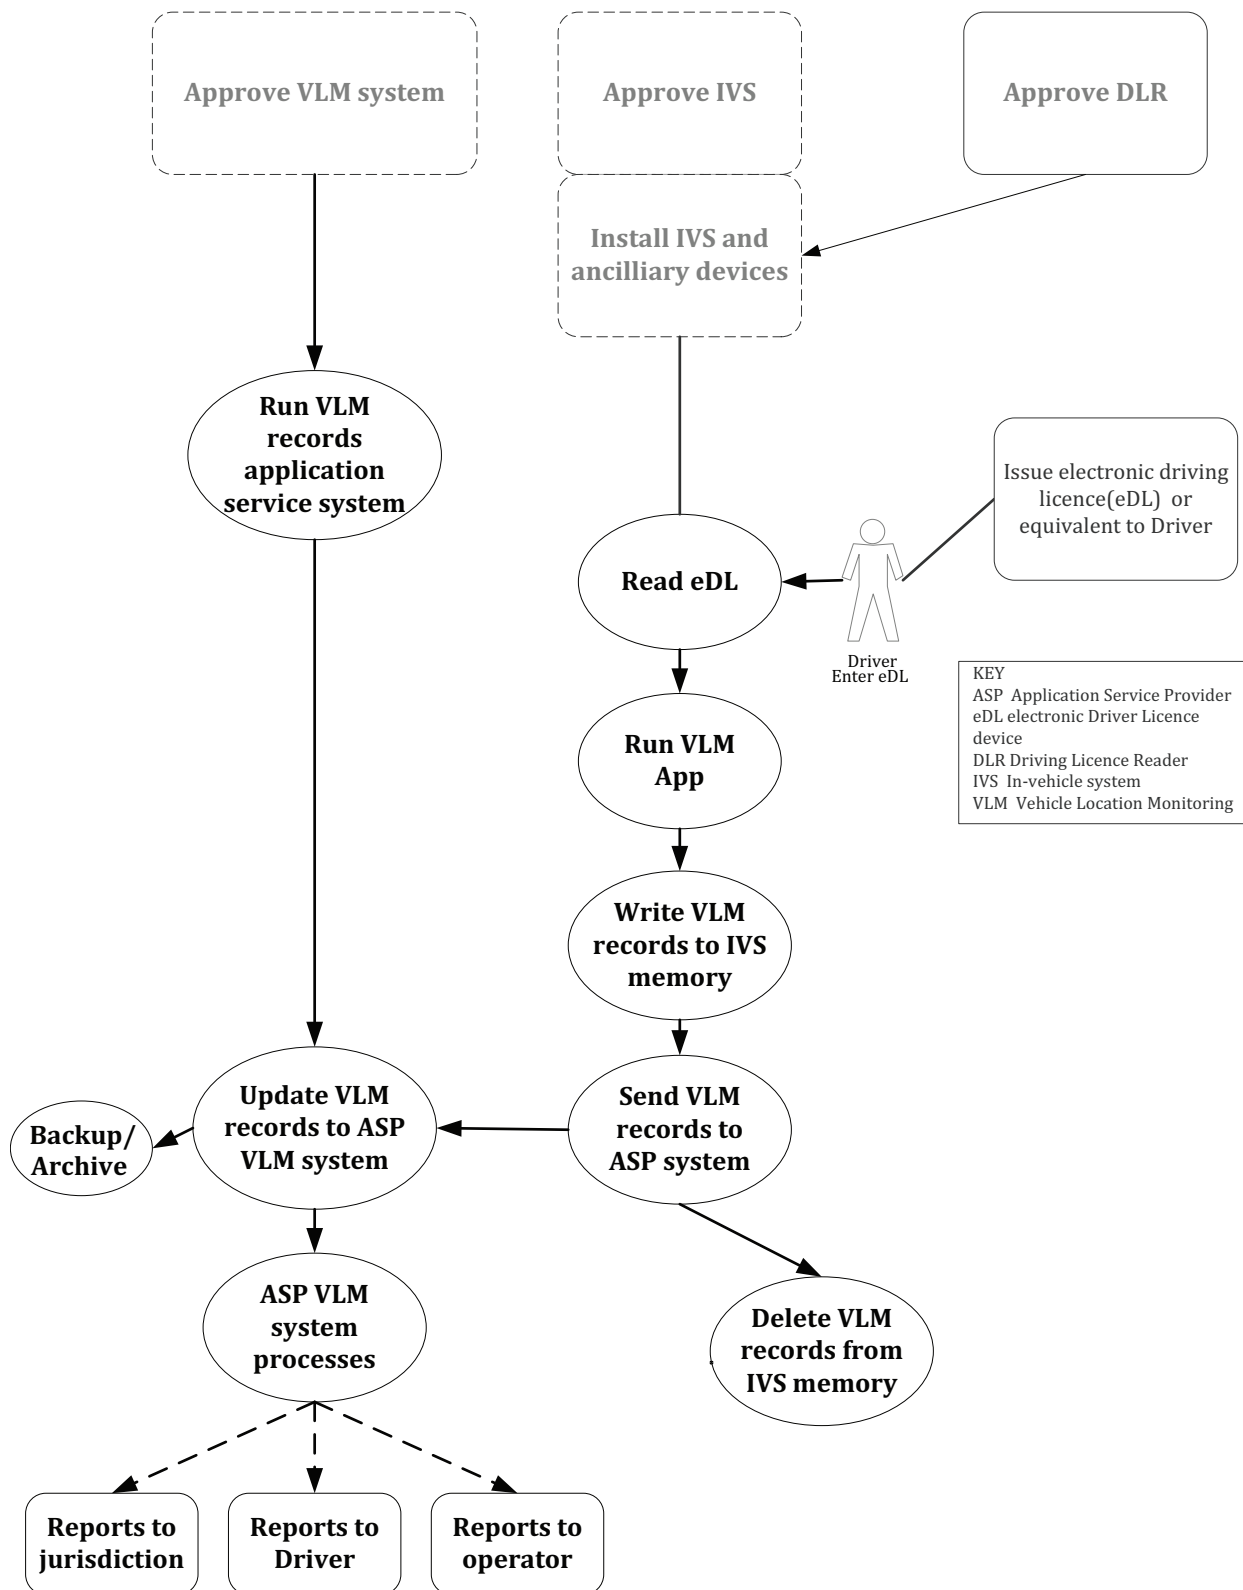 Approve VLM system
Approve IVS
Approve DLR
Install IVS and
ancilliary devices
Run VLM
records
application
service system
Issue electronic driving
licence(eDL) or
equivalent to Driver
Read eDL
Driver
Enter eDL
KEY
ASP Application Service Provider
eDL electronic Driver Licence
device
DLR Driving Licence Reader
IVS In-vehicle system
VLM Vehicle Location Monitoring
Run VLM
App
Write VLM
records to IVS
memory
Update VLM
records to ASP
VLM system
Send VLM
records to
ASP system
Backup/
Archive
ASP VLM
system
processes
Delete VLM
records from
IVS memory
Reports to
jurisdiction
Reports to
Driver
Reports to
operator